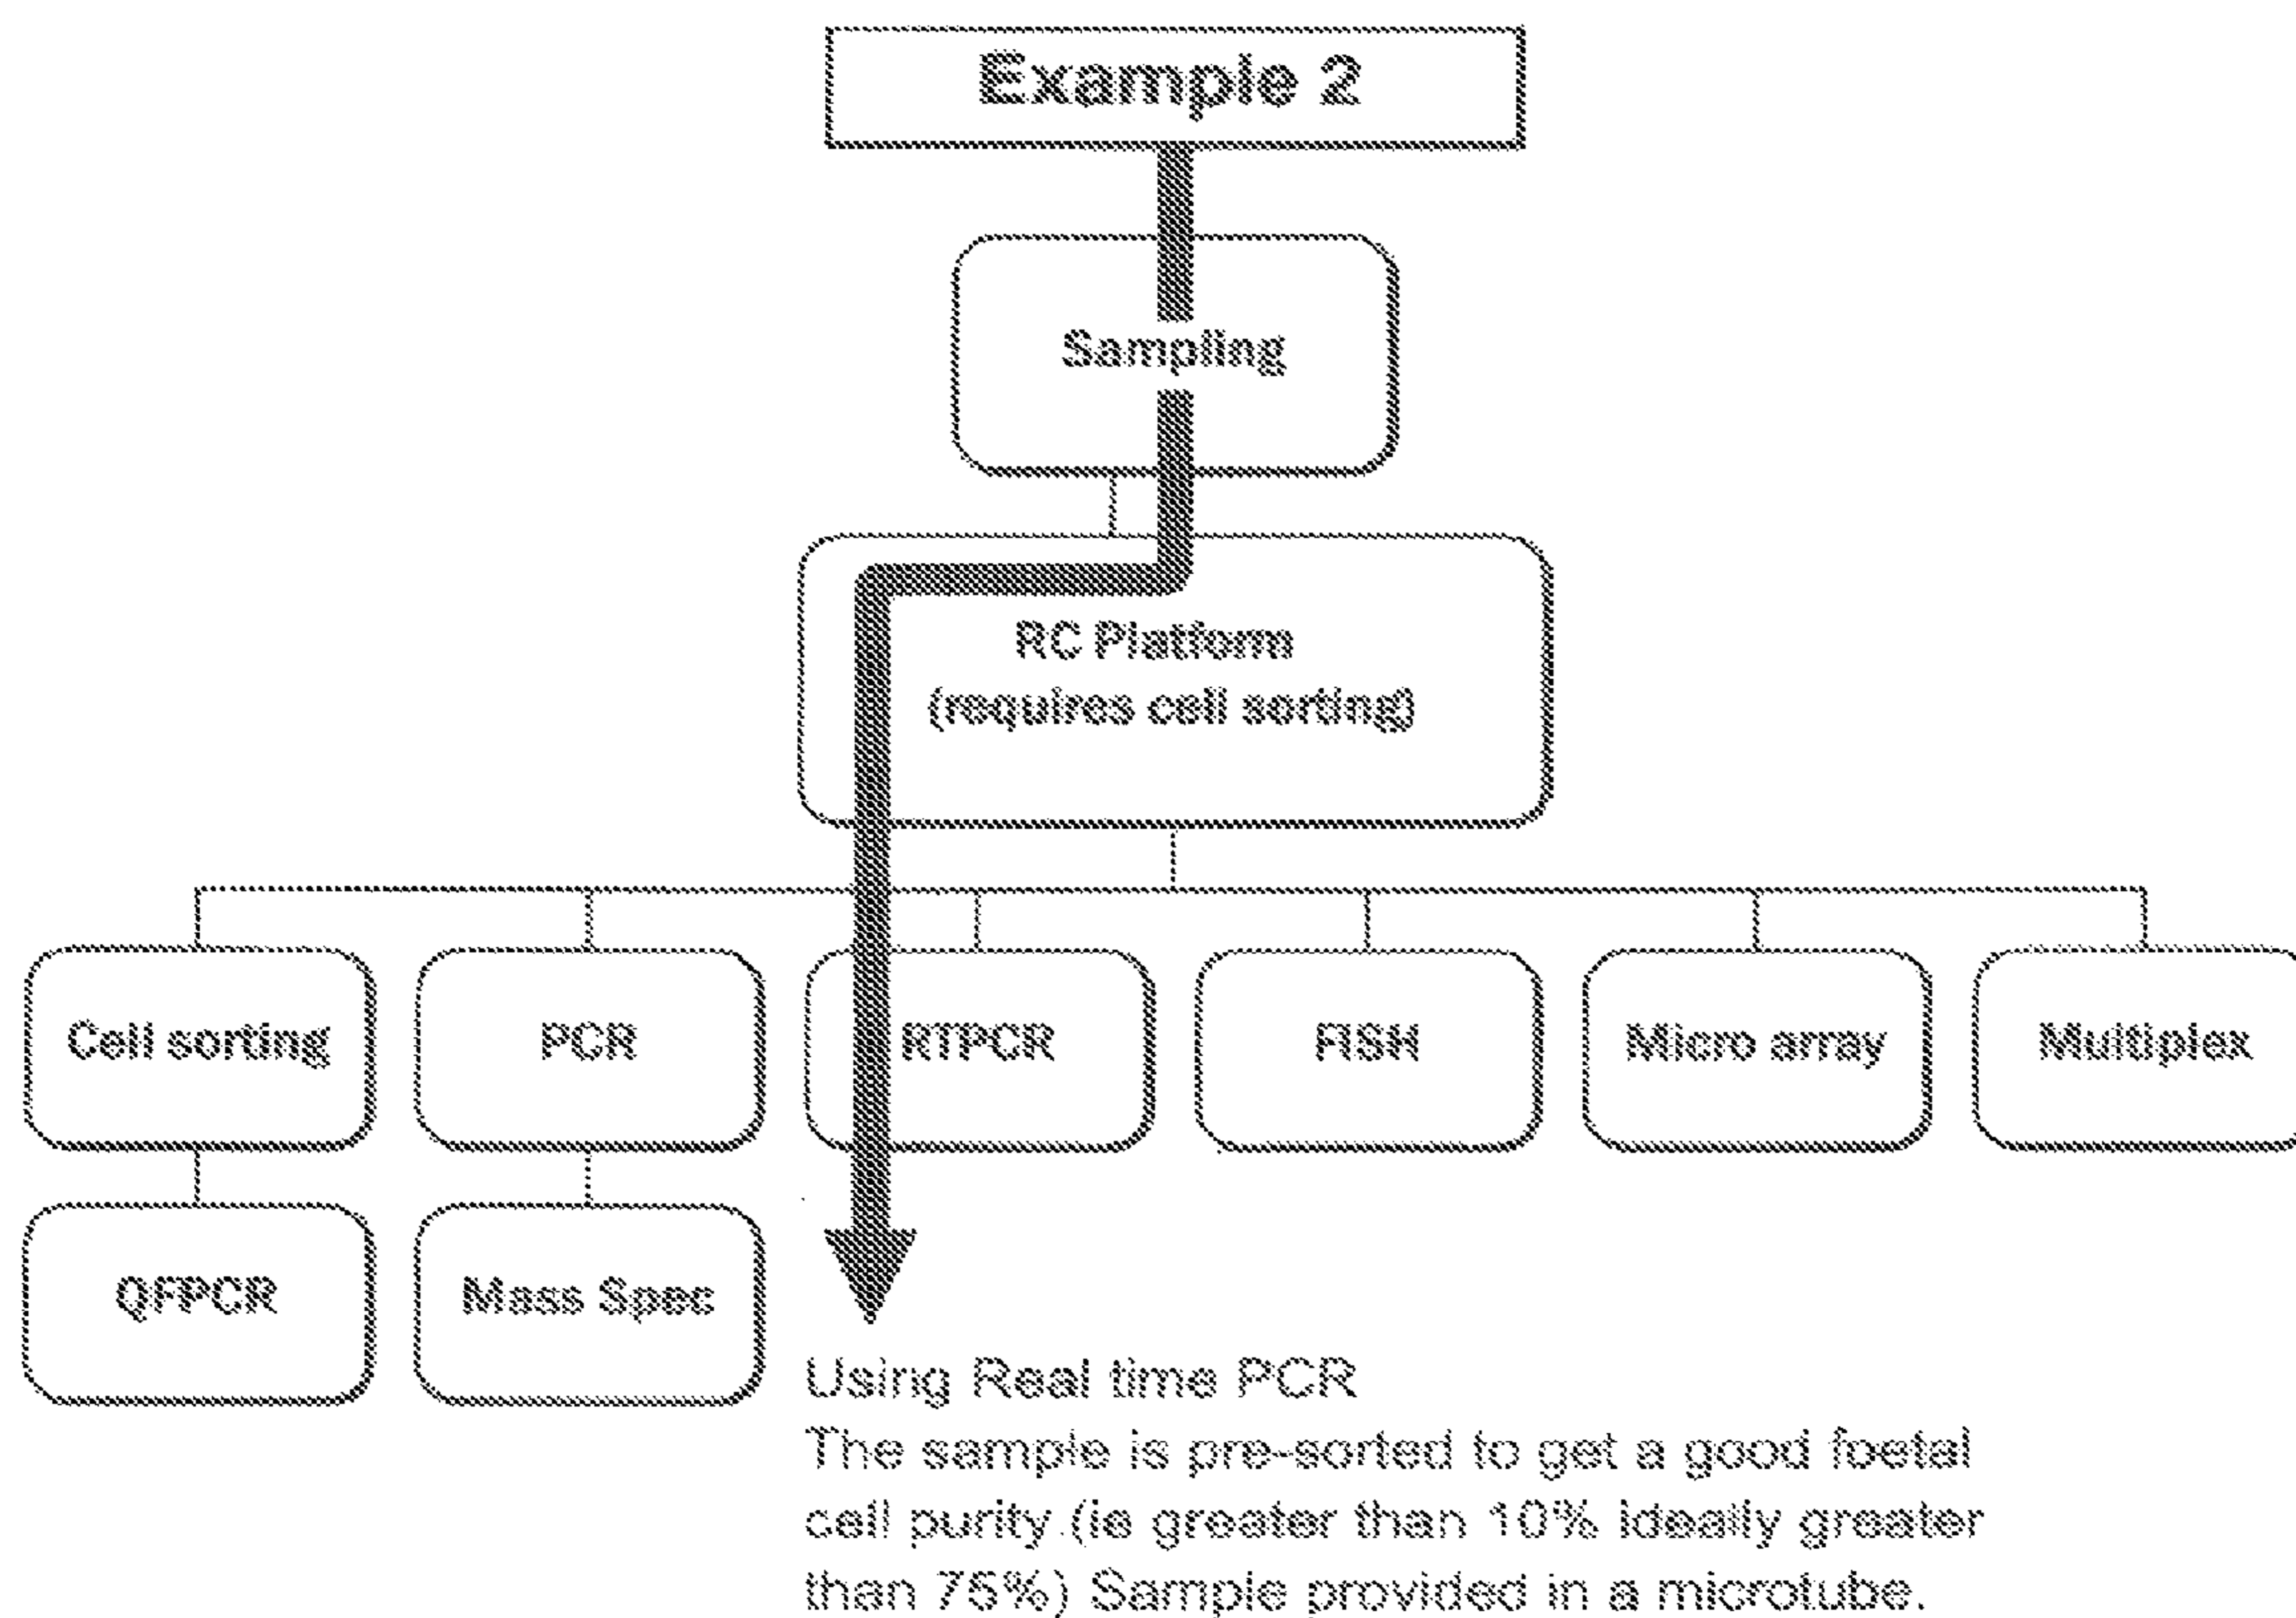 Example 2
Sampling
RC Platform
(requires cell sorting)
Cell sorting
PCR
RTPCR
FISH
Micro array
Multiplex
QFPCR
Mass Spec
Using Real time PCR
The sample is pre-sorted to get a good foetal
cell purity (ie greater than 10% ideally greater
than 75%) Sample provided in a microtube.